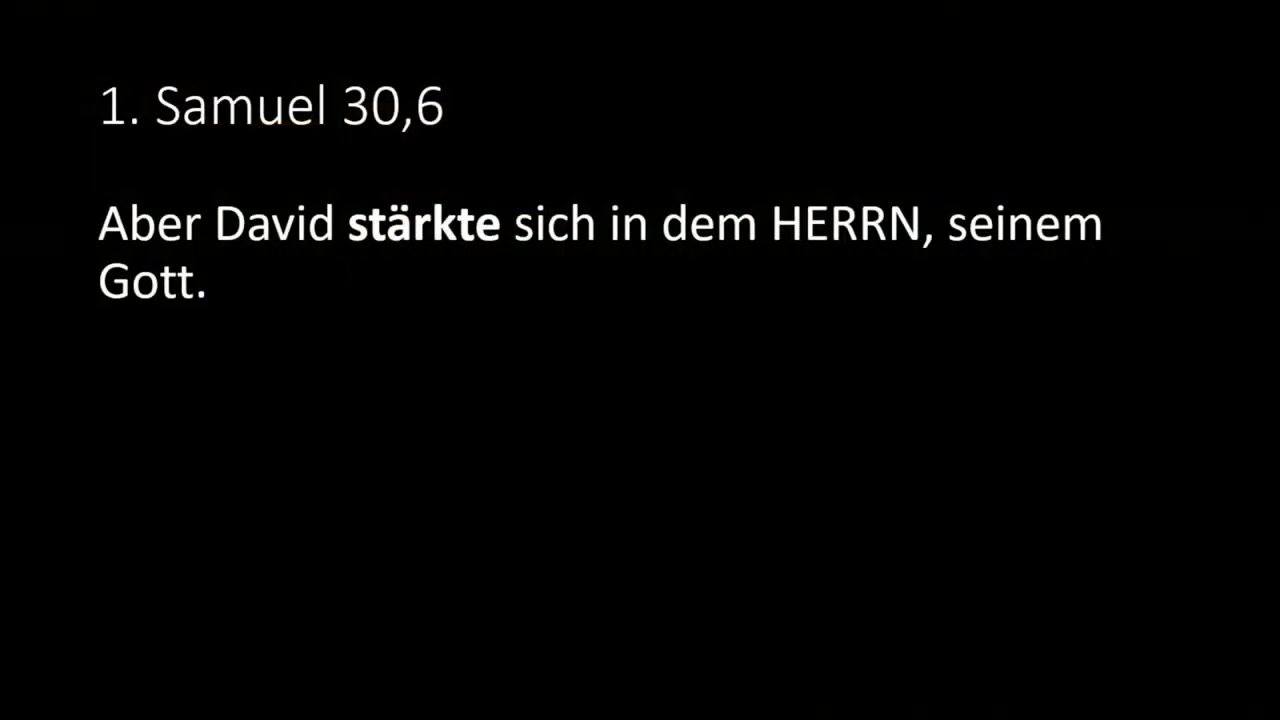 1. Samuel 30,6
Aber David stärkte sich in dem HERRN, seinem
Gott.